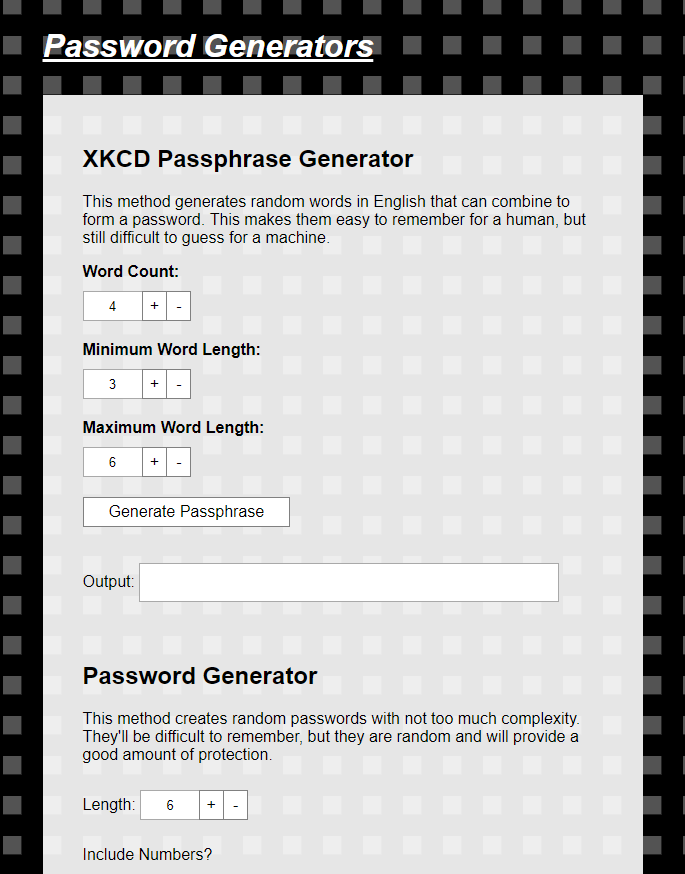 Password Generators
XKCD Passphrase Generator
This method generates random words in English that can combine to
form a password. This makes them easy to remember for a human, but
still difficult to guess for a machine.
Word Count:
4 + -
Minimum Word Length:
3 + -
Maximum Word Length:
6 + -
Generate Passphrase
Output:
Password Generator
This method creates random passwords with not too much complexity.
They'll be difficult to remember, but they are random and will provide a
good amount of protection.
Length: 6 + -
Include Numbers?